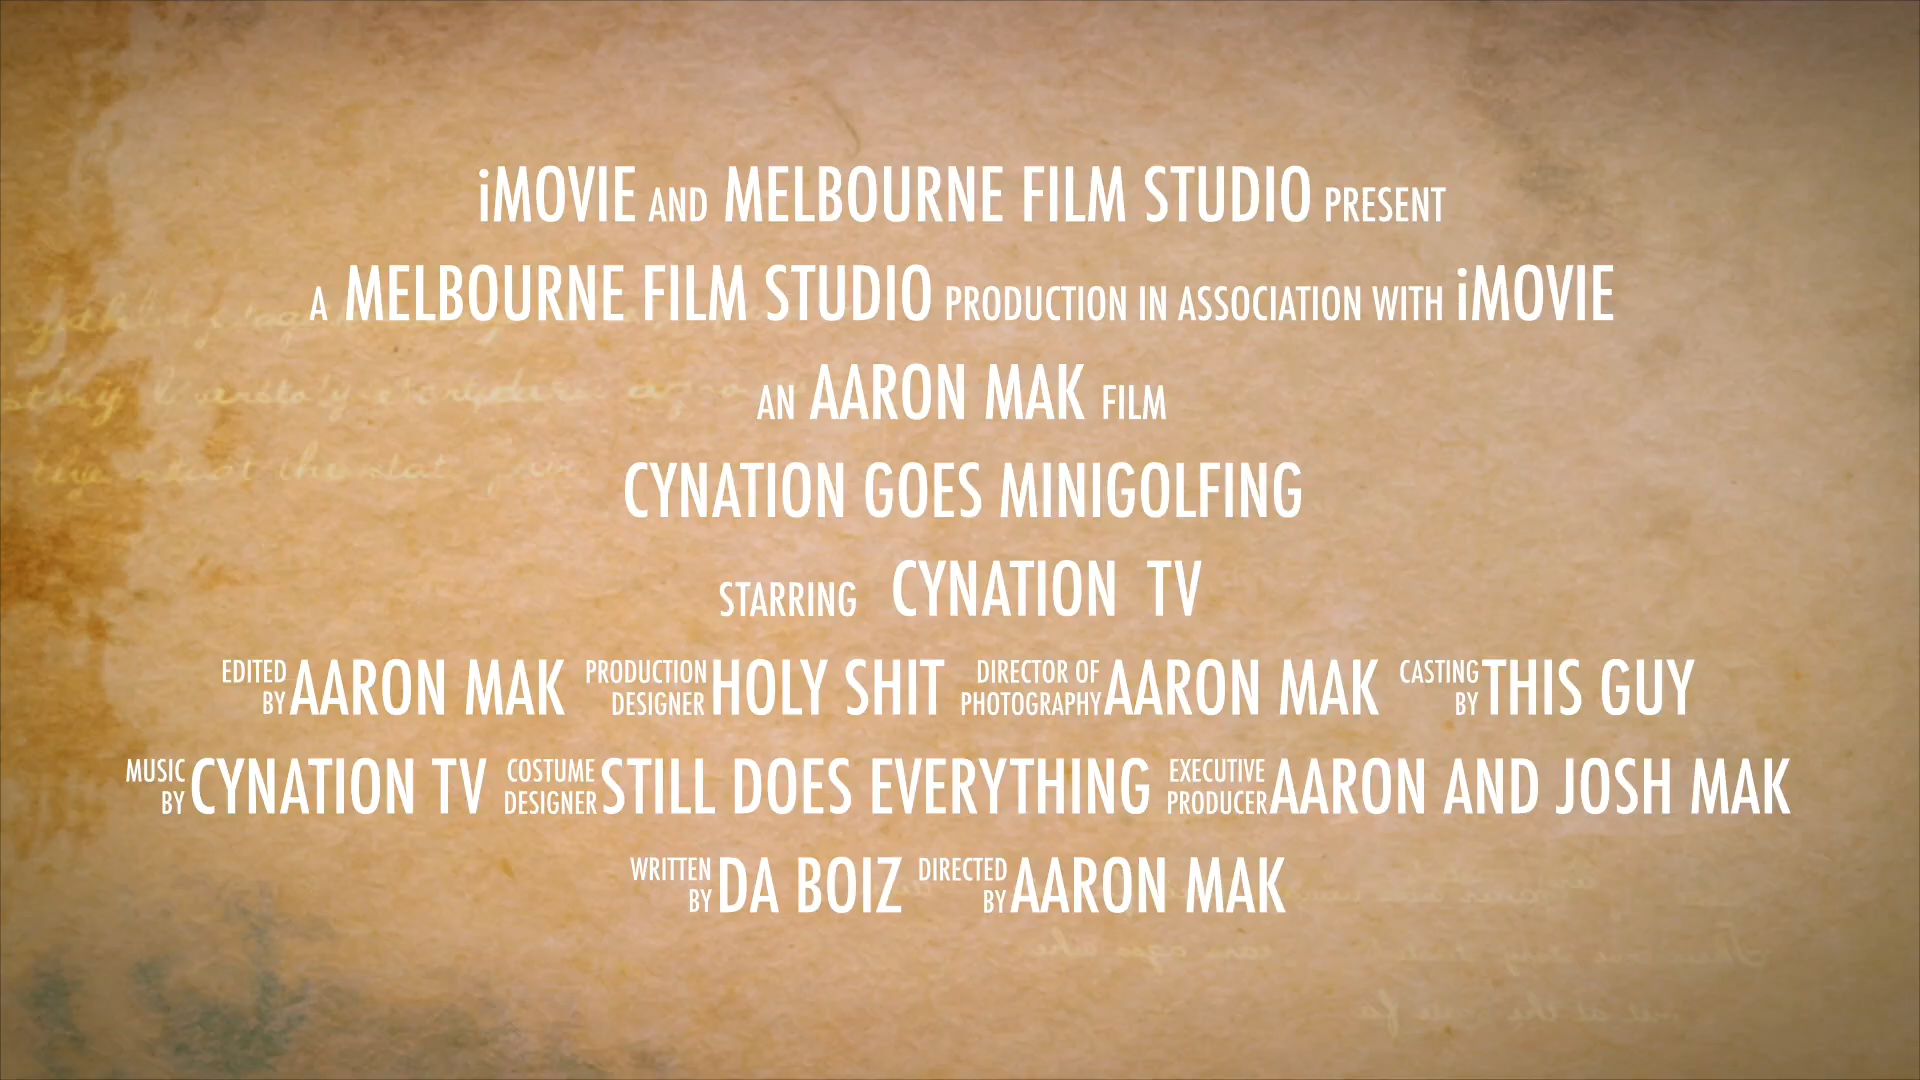 iMOVIE AND MELBOURNE FILM STUDIO PRESENT
A MELBOURNE FILM STUDIO PRODUCTION IN ASSOCIATION WITH iMOVIE
AN AARON MAK FILM
CYNATION GOES MINIGOLFING
STARRING CYNATION TV
EDITED BY AARON MAK PRODUCTION DESIGNER HOLY SHIT DIRECTOR OF PHOTOGRAPHY AARON MAK CASTING BY THIS GUY
MUSIC BY CYNATION TV COSTUME DESIGNER STILL DOES EVERYTHING EXECUTIVE PRODUCER AARON AND JOSH MAK
WRITTEN BY DA BOIZ DIRECTED BY AARON MAK